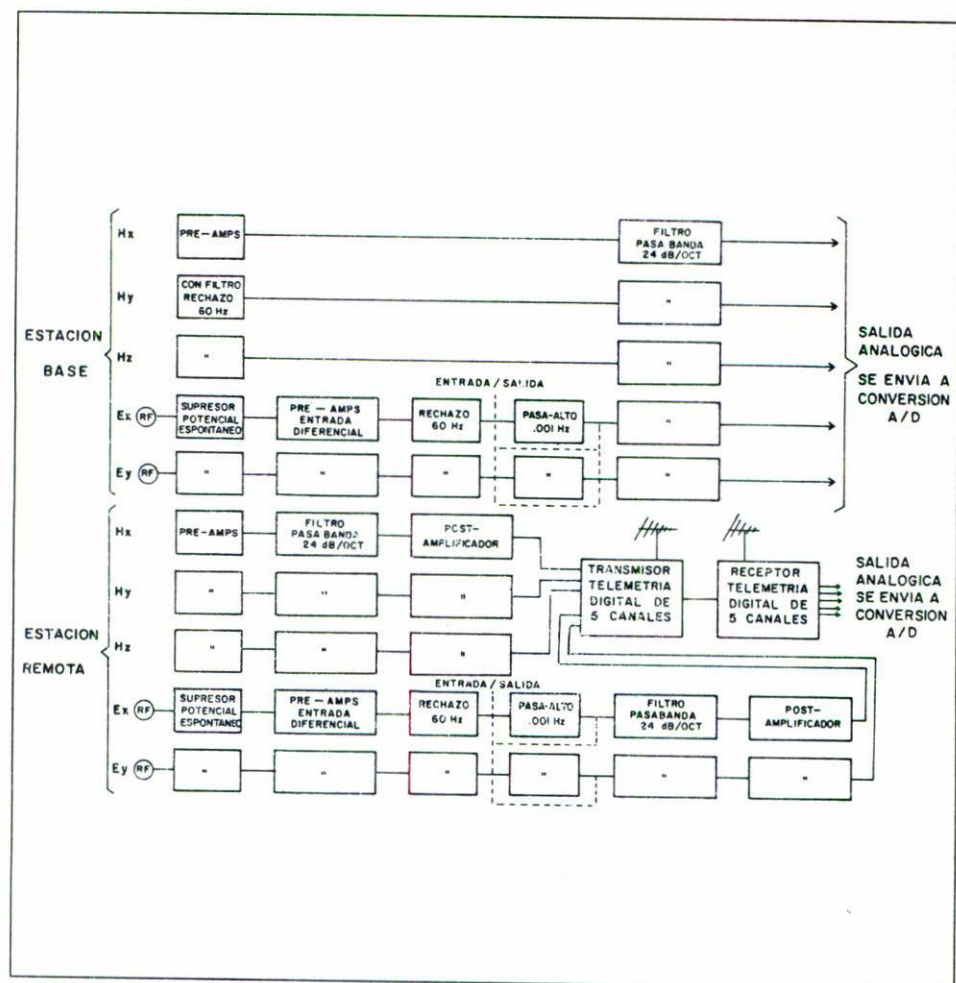 Hx
PRE-AMPS
FILTRO
PASA BANDA
24 dB/OCT
Hy
CON FILTRO
RECHAZO
60 Hz
"
Hz
"
"
ESTACION
BASE
SALIDA
ANALOGICA
SE ENVIA A
CONVERSION
A/D
ENTRADA / SALIDA
Ex
RF
SUPRESOR
POTENCIAL
ESPONTANEO
PRE - AMPS
ENTRADA
DIFERENCIAL
RECHAZO
60 Hz
PASA-ALTO
.001 Hz
"
Ey
RF
"
"
"
"
"
Hx
PRE-AMPS
FILTRO
PASA BANDA
24 dB/OCT
POST-
AMPLIFICADOR
Hy
"
"
"
Hz
"
"
"
ESTACION
REMOTA
TRANSMISOR
TELEMETRIA
DIGITAL DE
5 CANALES
RECEPTOR
TELEMETRIA
DIGITAL DE
5 CANALES
SALIDA
ANALOGICA
SE ENVIA A
CONVERSION
A/D
ENTRADA / SALIDA
Ex
RF
SUPRESOR
POTENCIAL
ESPONTANEO
PRE - AMPS
ENTRADA
DIFERENCIAL
RECHAZO
60 Hz
PASA-ALTO
.001 Hz
FILTRO
PASABANDA
24 dB/OCT
POST-
AMPLIFICADOR
Ey
RF
"
"
"
"
"
"